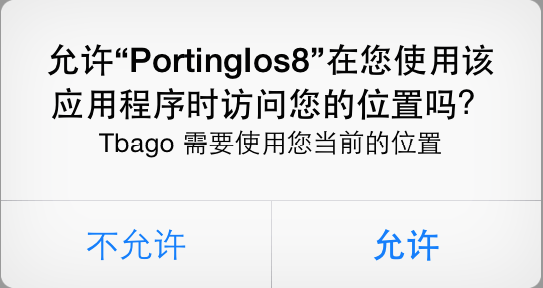 允许“PortingIos8”在您使用该
应用程序时访问您的位置吗？
Tbago 需要使用您当前的位置
不允许
允许